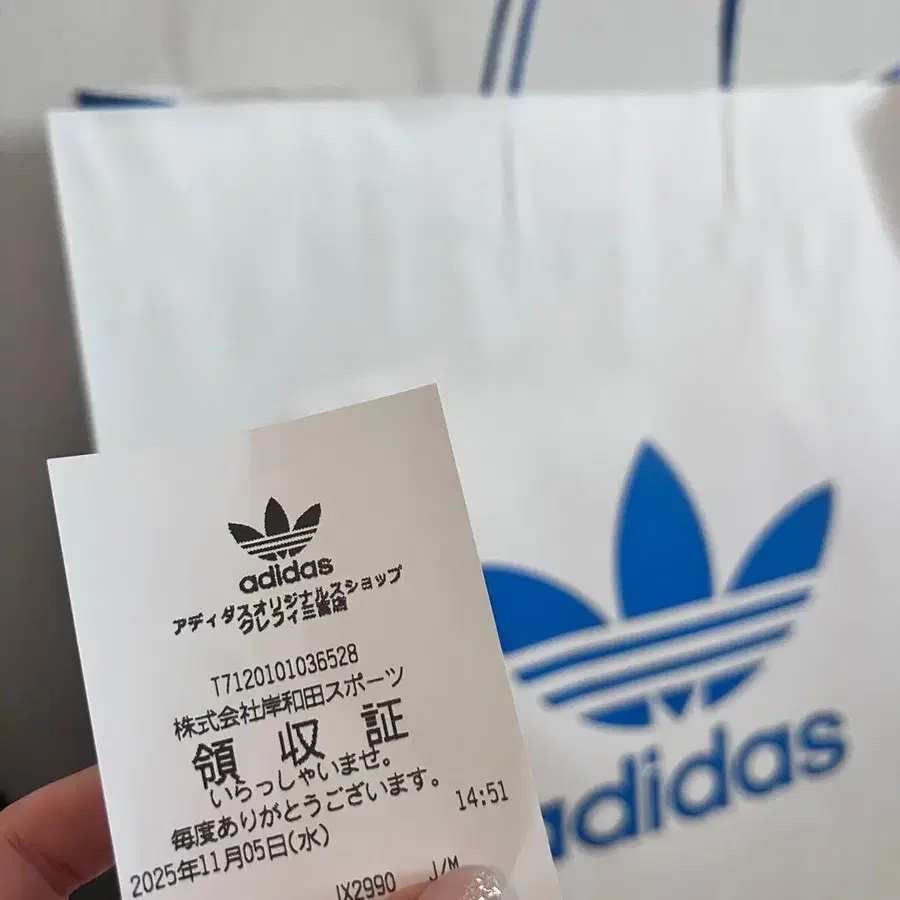 adidas
アディダスオリジナルスショップ
クレフィ三宮店
T7120101036528
株式会社岸和田スポーツ
領 収 証
いらっしゃいませ。
毎度ありがとうございます。
2025年11月05日(水) 14:51
JX2990 J/M
adidas